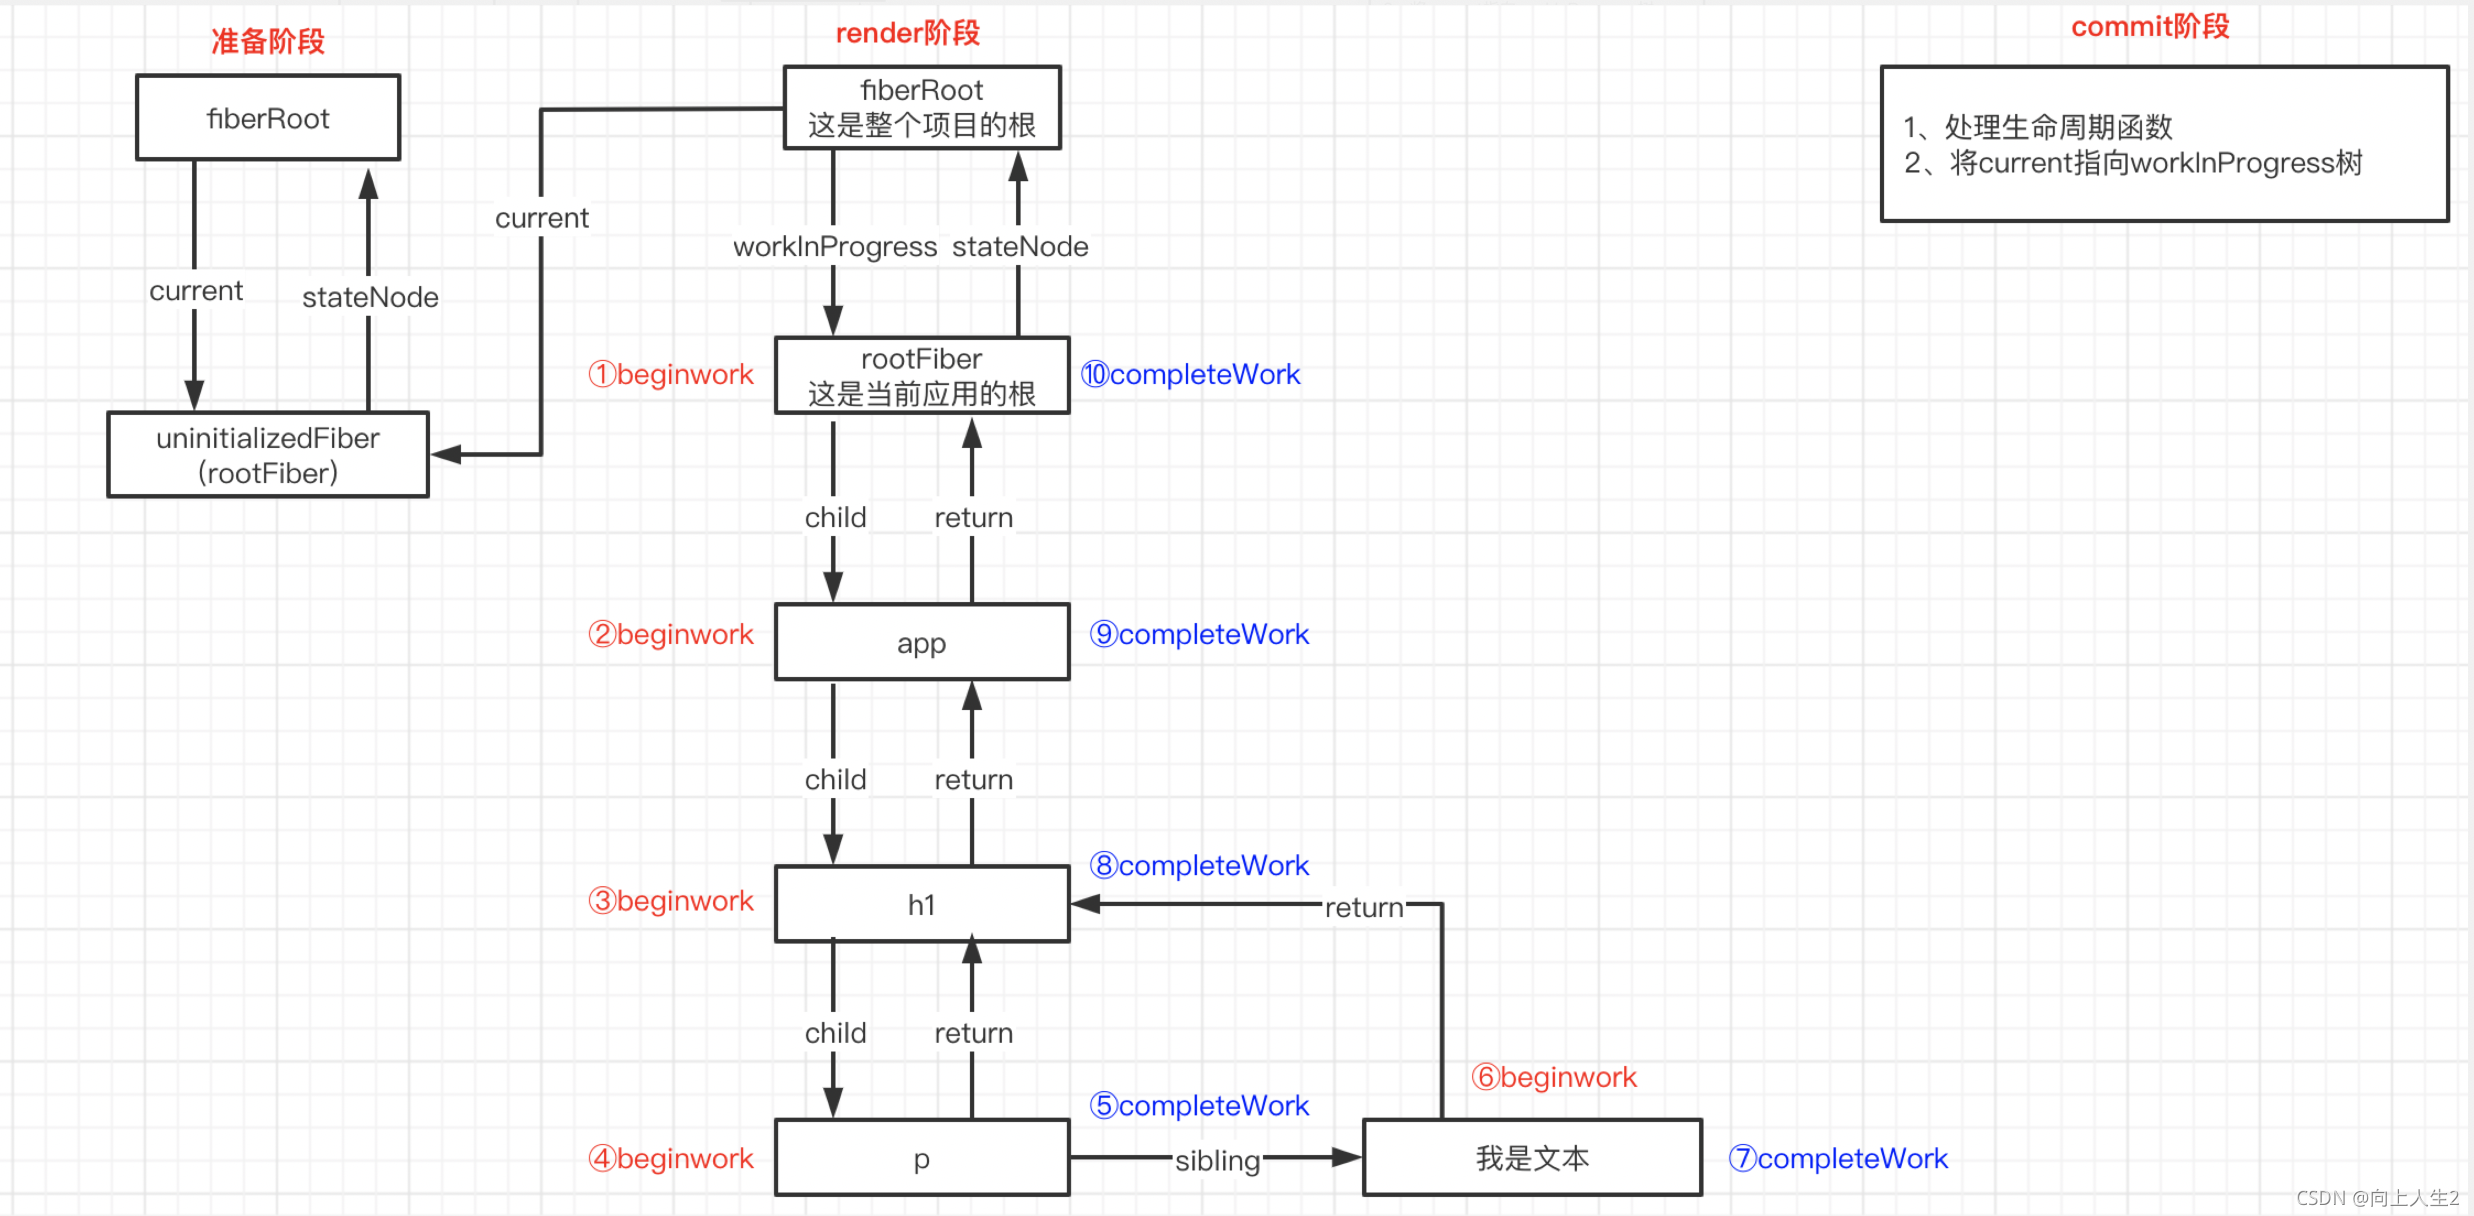 准备阶段
fiberRoot
current
stateNode
uninitializedFiber
(rootFiber)
render阶段
fiberRoot
这是整个项目的根
current
workInProgress
stateNode
①beginwork
rootFiber
这是当前应用的根
⑩completeWork
child
return
②beginwork
app
⑨completeWork
child
return
③beginwork
h1
⑧completeWork
return
child
return
④beginwork
p
⑤completeWork
sibling
⑥beginwork
我是文本
⑦completeWork
commit阶段
1、处理生命周期函数
2、将current指向workInProgress树
CSDN @向上人生2